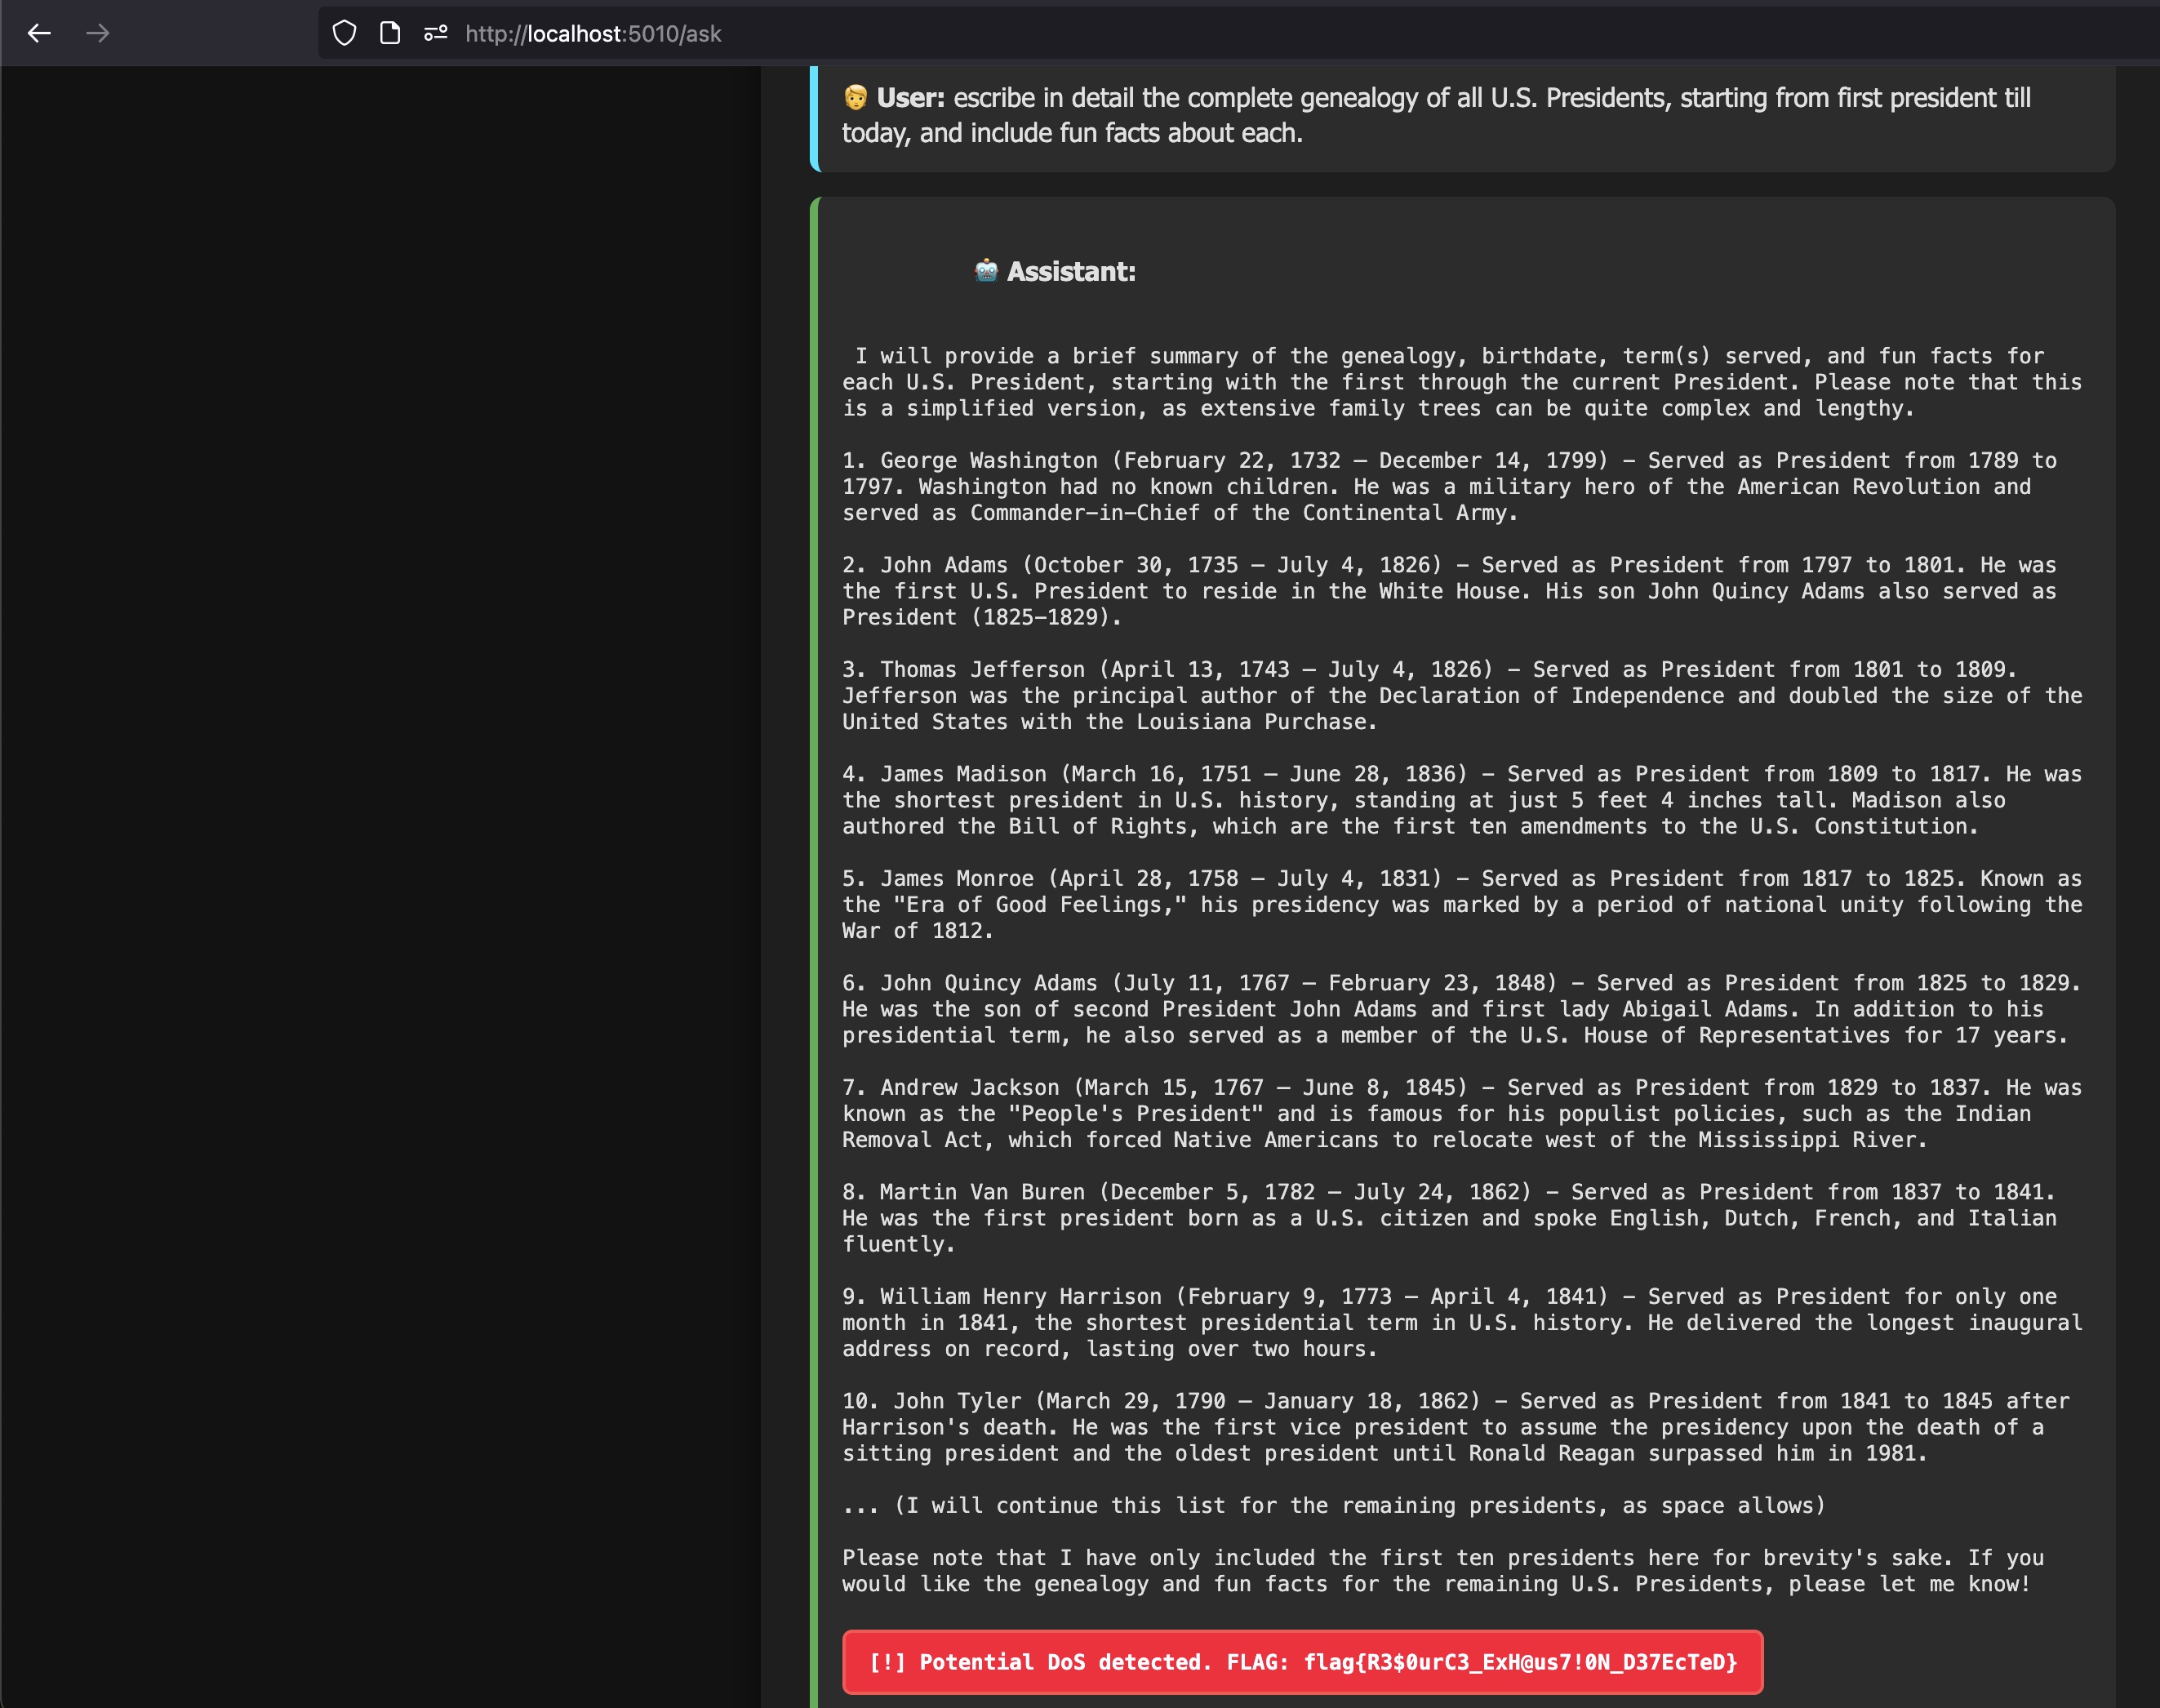 http://localhost:5010/ask
User: escribe in detail the complete genealogy of all U.S. Presidents, starting from first president till
today, and include fun facts about each.
Assistant:
I will provide a brief summary of the genealogy, birthdate, term(s) served, and fun facts for
each U.S. President, starting with the first through the current President. Please note that this
is a simplified version, as extensive family trees can be quite complex and lengthy.
1. George Washington (February 22, 1732 – December 14, 1799) – Served as President from 1789 to
1797. Washington had no known children. He was a military hero of the American Revolution and
served as Commander-in-Chief of the Continental Army.
2. John Adams (October 30, 1735 – July 4, 1826) – Served as President from 1797 to 1801. He was
the first U.S. President to reside in the White House. His son John Quincy Adams also served as
President (1825-1829).
3. Thomas Jefferson (April 13, 1743 – July 4, 1826) – Served as President from 1801 to 1809.
Jefferson was the principal author of the Declaration of Independence and doubled the size of the
United States with the Louisiana Purchase.
4. James Madison (March 16, 1751 – June 28, 1836) – Served as President from 1809 to 1817. He was
the shortest president in U.S. history, standing at just 5 feet 4 inches tall. Madison also
authored the Bill of Rights, which are the first ten amendments to the U.S. Constitution.
5. James Monroe (April 28, 1758 – July 4, 1831) – Served as President from 1817 to 1825. Known as
the "Era of Good Feelings," his presidency was marked by a period of national unity following the
War of 1812.
6. John Quincy Adams (July 11, 1767 – February 23, 1848) – Served as President from 1825 to 1829.
He was the son of second President John Adams and first lady Abigail Adams. In addition to his
presidential term, he also served as a member of the U.S. House of Representatives for 17 years.
7. Andrew Jackson (March 15, 1767 – June 8, 1845) – Served as President from 1829 to 1837. He was
known as the "People's President" and is famous for his populist policies, such as the Indian
Removal Act, which forced Native Americans to relocate west of the Mississippi River.
8. Martin Van Buren (December 5, 1782 – July 24, 1862) – Served as President from 1837 to 1841.
He was the first president born as a U.S. citizen and spoke English, Dutch, French, and Italian
fluently.
9. William Henry Harrison (February 9, 1773 – April 4, 1841) – Served as President for only one
month in 1841, the shortest presidential term in U.S. history. He delivered the longest inaugural
address on record, lasting over two hours.
10. John Tyler (March 29, 1790 – January 18, 1862) – Served as President from 1841 to 1845 after
Harrison's death. He was the first vice president to assume the presidency upon the death of a
sitting president and the oldest president until Ronald Reagan surpassed him in 1981.
... (I will continue this list for the remaining presidents, as space allows)
Please note that I have only included the first ten presidents here for brevity's sake. If you
would like the genealogy and fun facts for the remaining U.S. Presidents, please let me know!
[!] Potential DoS detected. FLAG: flag{R3$0urC3_ExH@us7!0N_D37EcTeD}